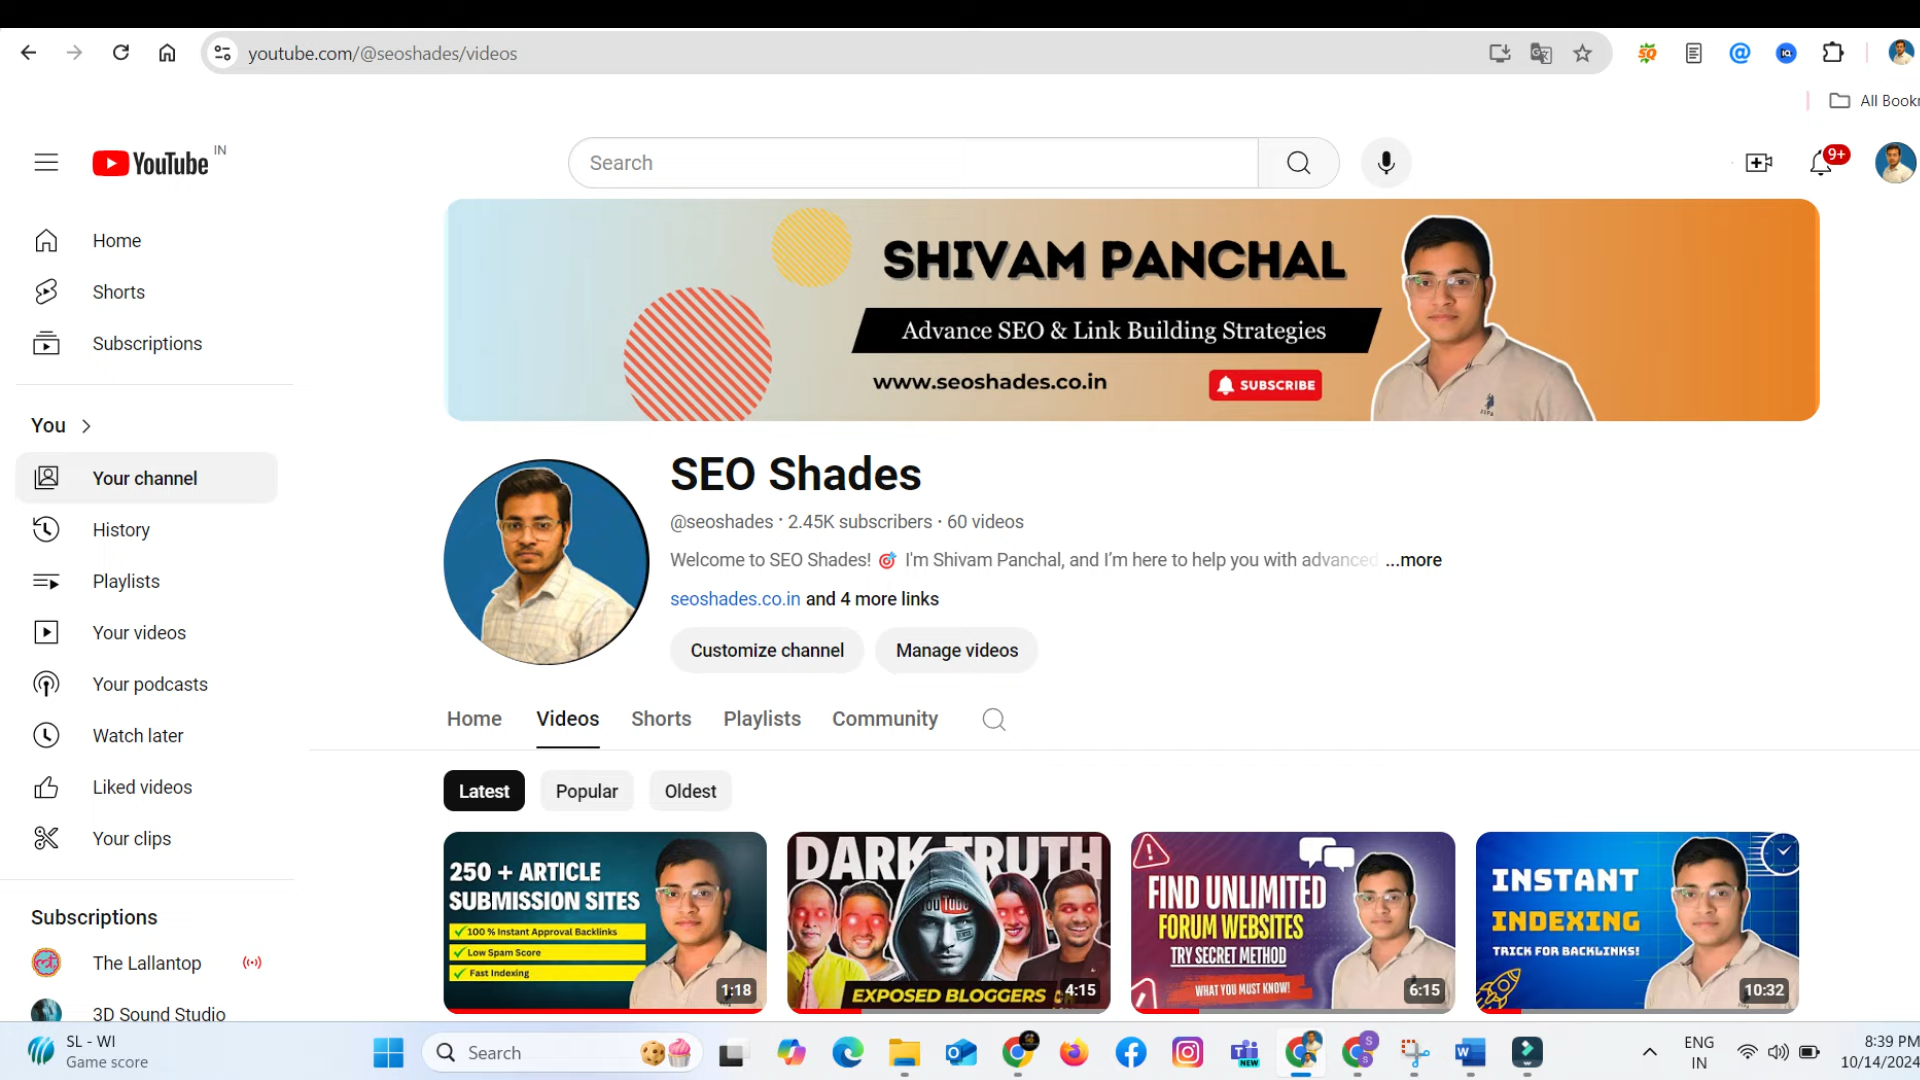 youtube.com/@seoshades/videos
All Bookr
YouTube IN
Search
9+
Home
Shorts
Subscriptions
You
Your channel
History
Playlists
Your videos
Your podcasts
Watch later
Liked videos
Your clips
Subscriptions
The Lallantop
3D Sound Studio
SHIVAM PANCHAL
Advance SEO & Link Building Strategies
www.seoshades.co.in
SUBSCRIBE
SEO Shades
@seoshades · 2.45K subscribers · 60 videos
Welcome to SEO Shades! 🎯 I'm Shivam Panchal, and I'm here to help you with advanced ...more
seoshades.co.in and 4 more links
Customize channel Manage videos
Home Videos Shorts Playlists Community
Latest Popular Oldest
250 + ARTICLE
SUBMISSION SITES
100 % Instant Approval Backlinks
Low Spam Score
Fast Indexing
1:18
DARK TRUTH
YOU TUBE
EXPOSED BLOGGERS
4:15
FIND UNLIMITED
FORUM WEBSITES
TRY SECRET METHOD
WHAT YOU MUST KNOW!
6:15
INSTANT
INDEXING
TRICK FOR BACKLINKS!
10:32
SL - WI
Game score
Search
NEW
ENG
IN
8:39 PM
10/14/2024